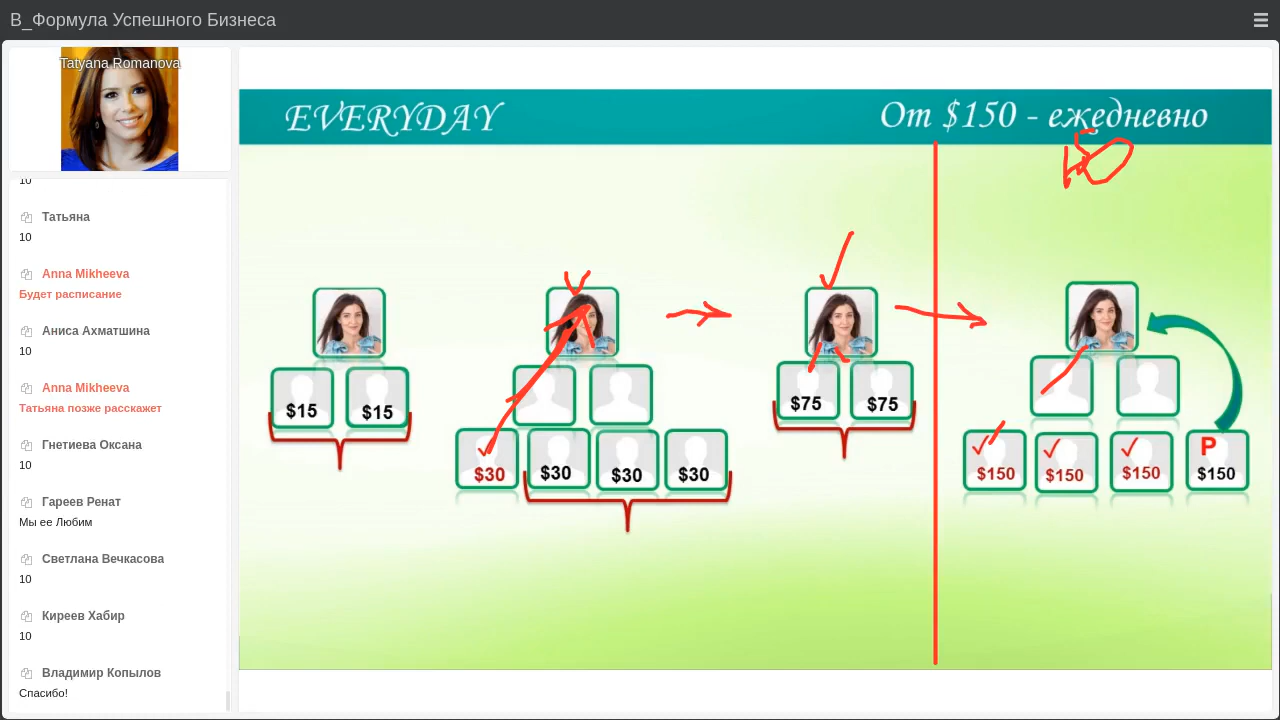 В_Формула Успешного Бизнеса
Tatyana Romanova
10
Татьяна
10
Anna Mikheeva
Будет расписание
Аниса Ахматшина
10
Anna Mikheeva
Татьяна позже расскажет
Гнетиева Оксана
10
Гареев Ренат
Мы ее Любим
Светлана Вечкасова
10
Киреев Хабир
10
Владимир Копылов
Спасибо!
EVERYDAY
От $150 - ежедневно
$15 $15
$30 $30 $30 $30
$75 $75
P
$150 $150 $150 $150